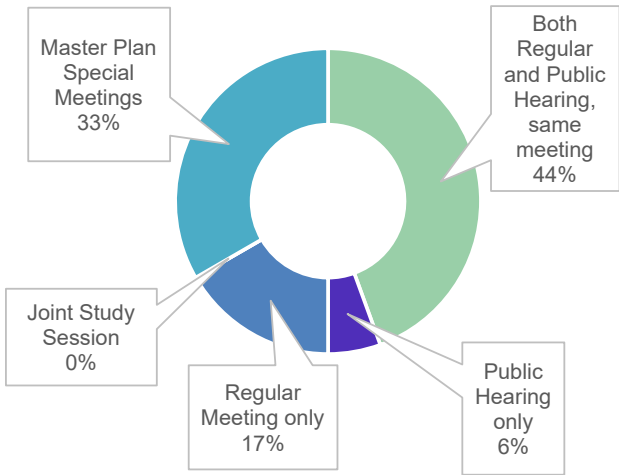 Master Plan
Special
Meetings
33%
Both
Regular
and Public
Hearing,
same
meeting
44%
Joint Study
Session
0%
Regular
Meeting only
17%
Public
Hearing
only
6%